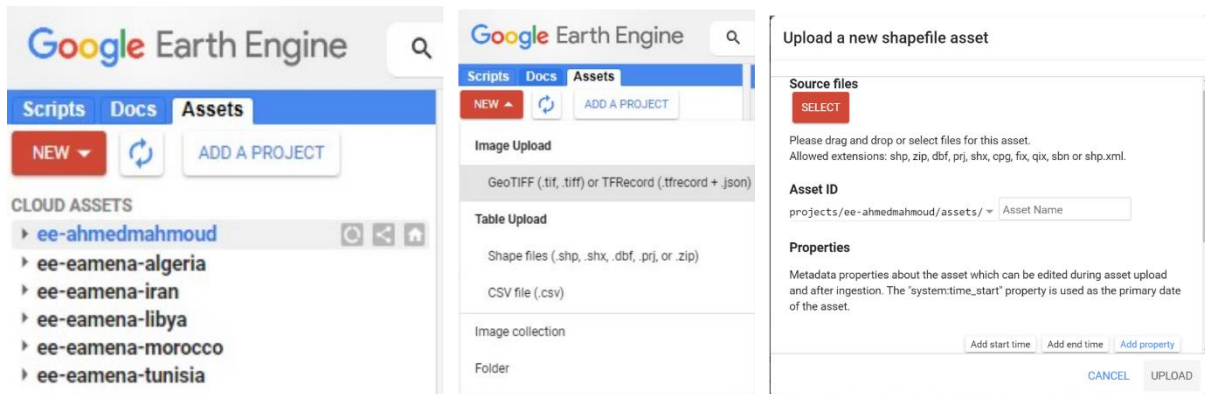 Google Earth Engine
Scripts Docs Assets
NEW ADD A PROJECT
CLOUD ASSETS
ee-ahmedmahmoud
ee-eamena-algeria
ee-eamena-iran
ee-eamena-libya
ee-eamena-morocco
ee-eamena-tunisia
Google Earth Engine
Scripts Docs Assets
NEW ADD A PROJECT
Image Upload
GeoTIFF (.tif, .tiff) or TFRecord (.tfrecord + .json)
Table Upload
Shape files (.shp, .shx, .dbf, .prj, or .zip)
CSV file (.csv)
Image collection
Folder
Upload a new shapefile asset
Source files
SELECT
Please drag and drop or select files for this asset.
Allowed extensions: shp, zip, dbf, prj, shx, cpg, fix, qix, sbn or shp.xml.
Asset ID
projects/ee-ahmedmahmoud/assets/ Asset Name
Properties
Metadata properties about the asset which can be edited during asset upload
and after ingestion. The "system:time_start" property is used as the primary date
of the asset.
Add start time Add end time Add property
CANCEL UPLOAD